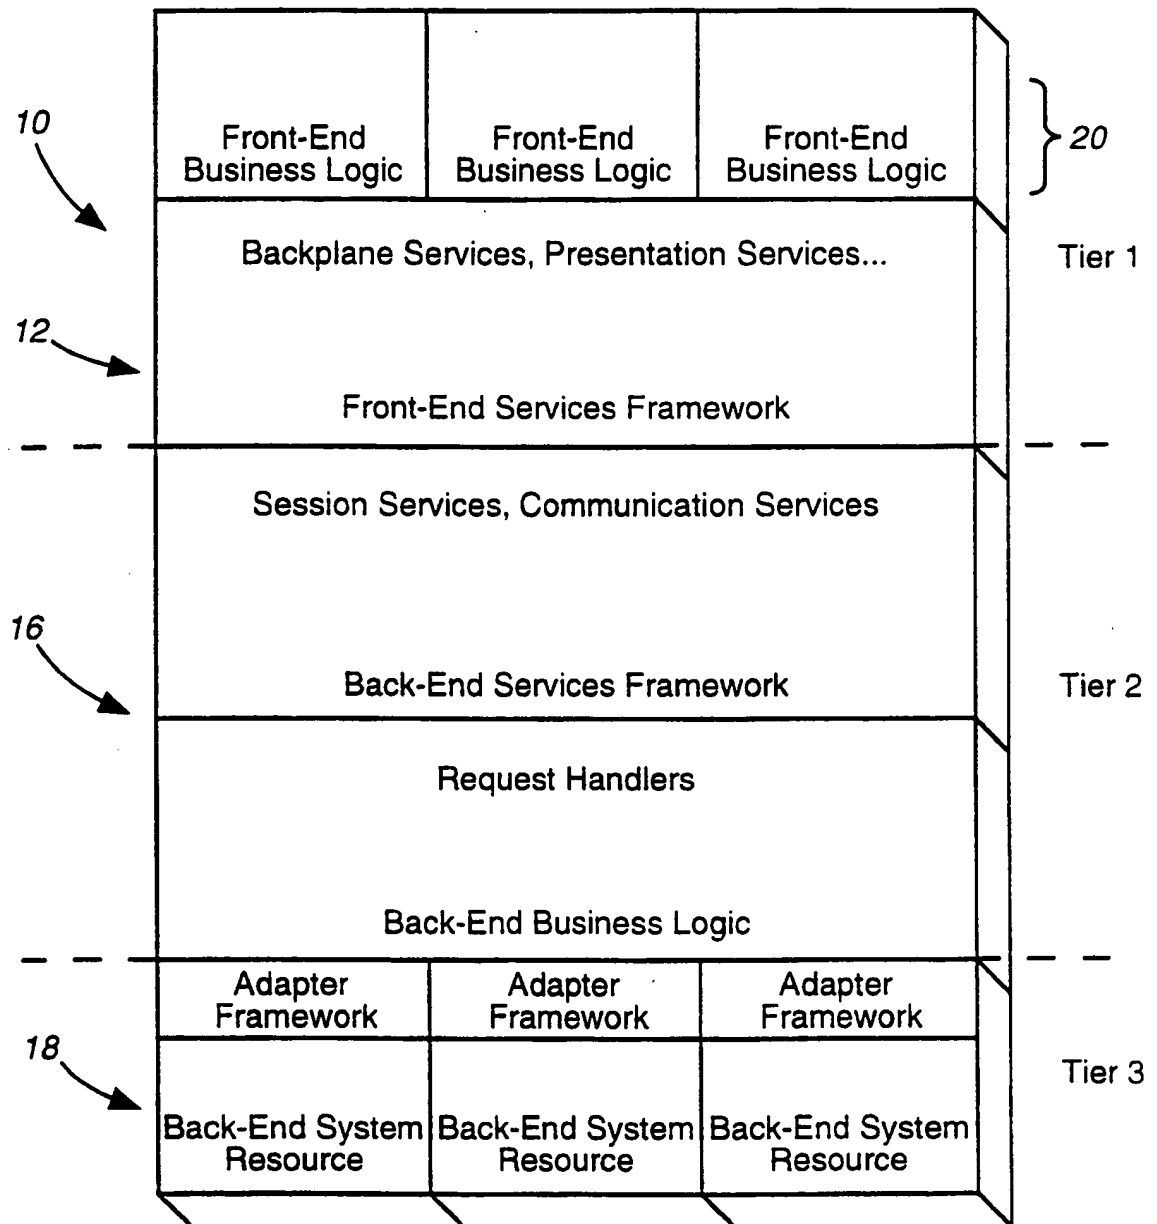 Front-End
Business Logic
Front-End
Business Logic
Front-End
Business Logic
10
20
Backplane Services, Presentation Services...
Tier 1
12
Front-End Services Framework
Session Services, Communication Services
16
Back-End Services Framework
Tier 2
Request Handlers
Back-End Business Logic
Adapter
Framework
Adapter
Framework
Adapter
Framework
18
Tier 3
Back-End System
Resource
Back-End System
Resource
Back-End System
Resource